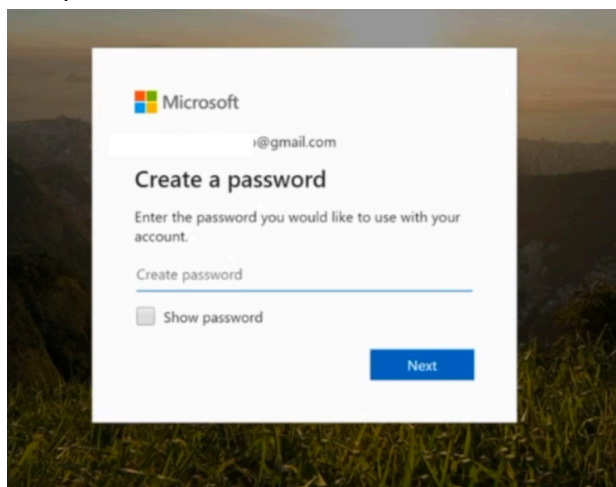 Microsoft
@gmail.com
Create a password
Enter the password you would like to use with your
account.
Create password
Show password
Next